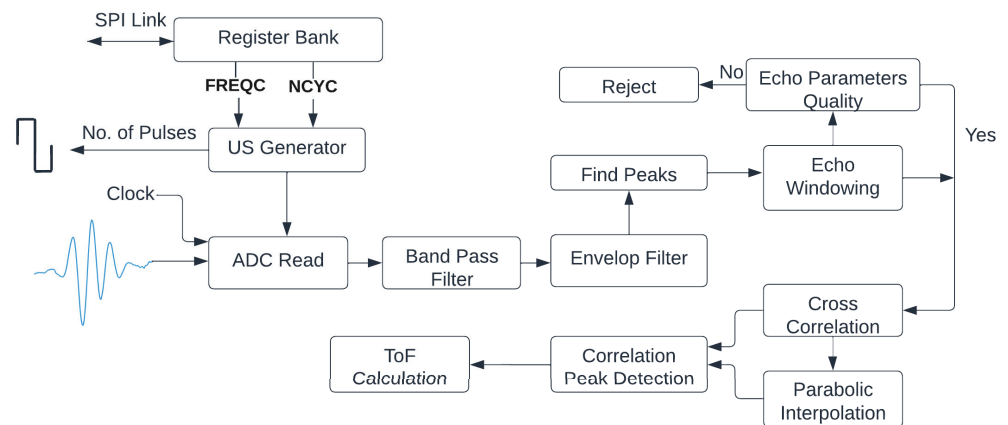 SPI Link
Register Bank
FREQC NCYC
No. of Pulses
US Generator
Clock
ADC Read
Band Pass
Filter
Envelop Filter
Find Peaks
Echo
Windowing
Echo Parameters
Quality
No
Reject
Yes
Cross
Correlation
Parabolic
Interpolation
Correlation
Peak Detection
ToF
Calculation